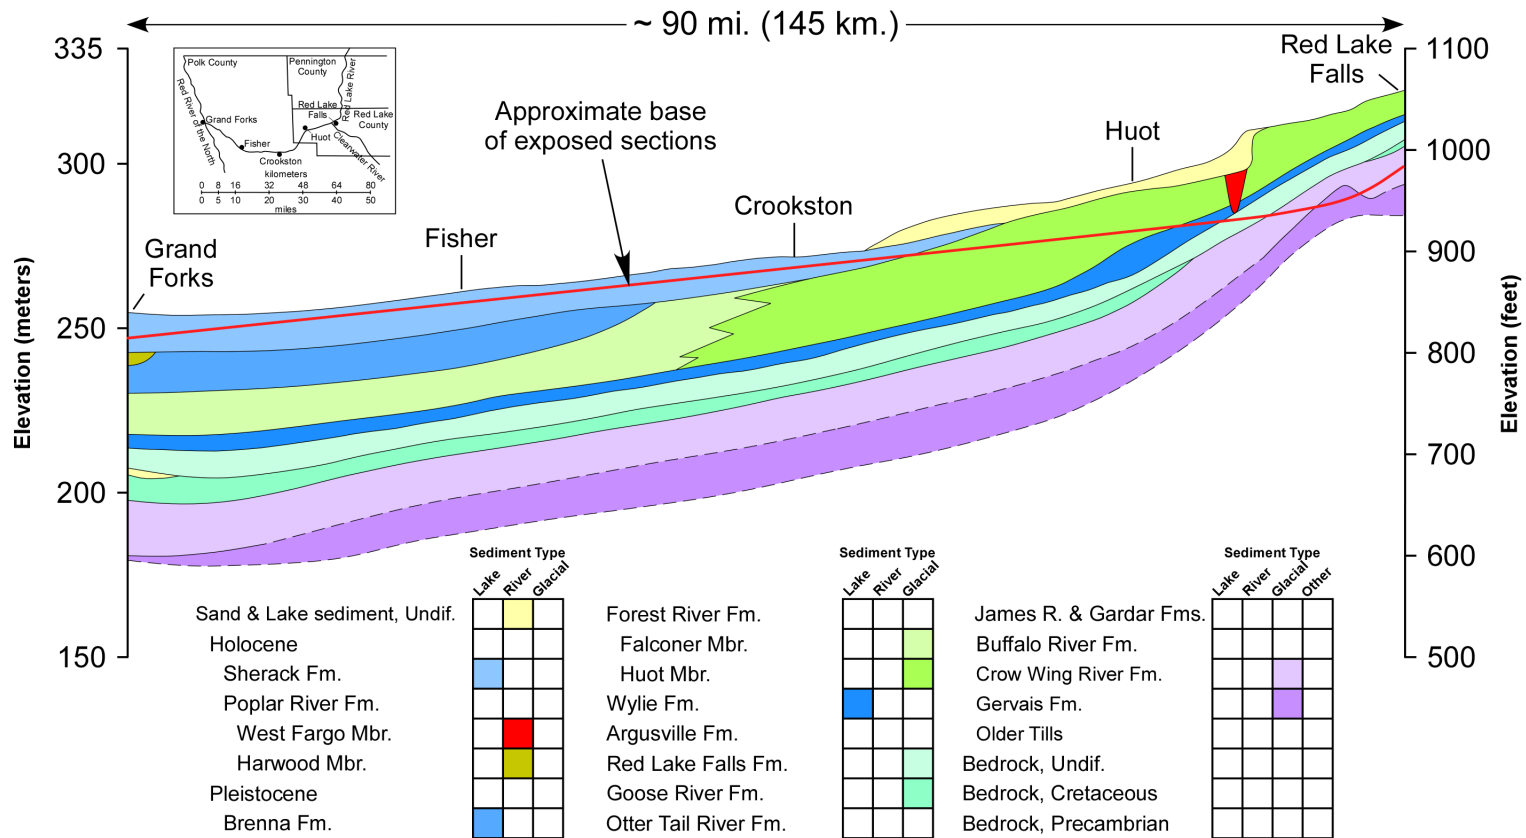 ~ 90 mi. (145 km.)
335
1100
Red Lake
Falls
Polk County
Pennington
County
Red Lake River
Red River of the North
Red Lake
Falls
Red Lake
County
Grand Forks
Fisher
Huot
Crookston
Clearwater River
kilometers
0 8 16 32 48 64 80
0 5 10 20 30 40 50
miles
Approximate base
of exposed sections
Huot
300
1000
Crookston
Fisher
Grand
Forks
900
250
800
Elevation (meters)
Elevation (feet)
700
200
600
150
500
Sediment Type
Lake River Glacial
Sand & Lake sediment, Undif.
Holocene
Sherack Fm.
Poplar River Fm.
West Fargo Mbr.
Harwood Mbr.
Pleistocene
Brenna Fm.
Sediment Type
Lake River Glacial
Forest River Fm.
Falconer Mbr.
Huot Mbr.
Wylie Fm.
Argusville Fm.
Red Lake Falls Fm.
Goose River Fm.
Otter Tail River Fm.
Sediment Type
Lake River Glacial Other
James R. & Gardar Fms.
Buffalo River Fm.
Crow Wing River Fm.
Gervais Fm.
Older Tills
Bedrock, Undif.
Bedrock, Cretaceous
Bedrock, Precambrian